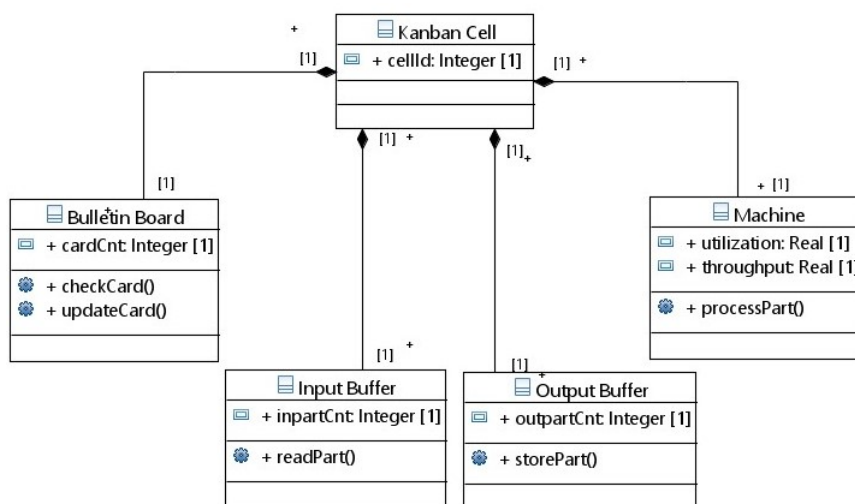 Kanban Cell
+ cellId: Integer [1]
+
[1]
[1] +
[1] +
[1]+
[1]
+
Bulletin Board
+ cardCnt: Integer [1]
+ checkCard()
+ updateCard()
+ [1]
Machine
+ utilization: Real [1]
+ throughput: Real [1]
+ processPart()
[1] +
Input Buffer
+ inpartCnt: Integer [1]
+ readPart()
[1] +
Output Buffer
+ outpartCnt: Integer [1]
+ storePart()